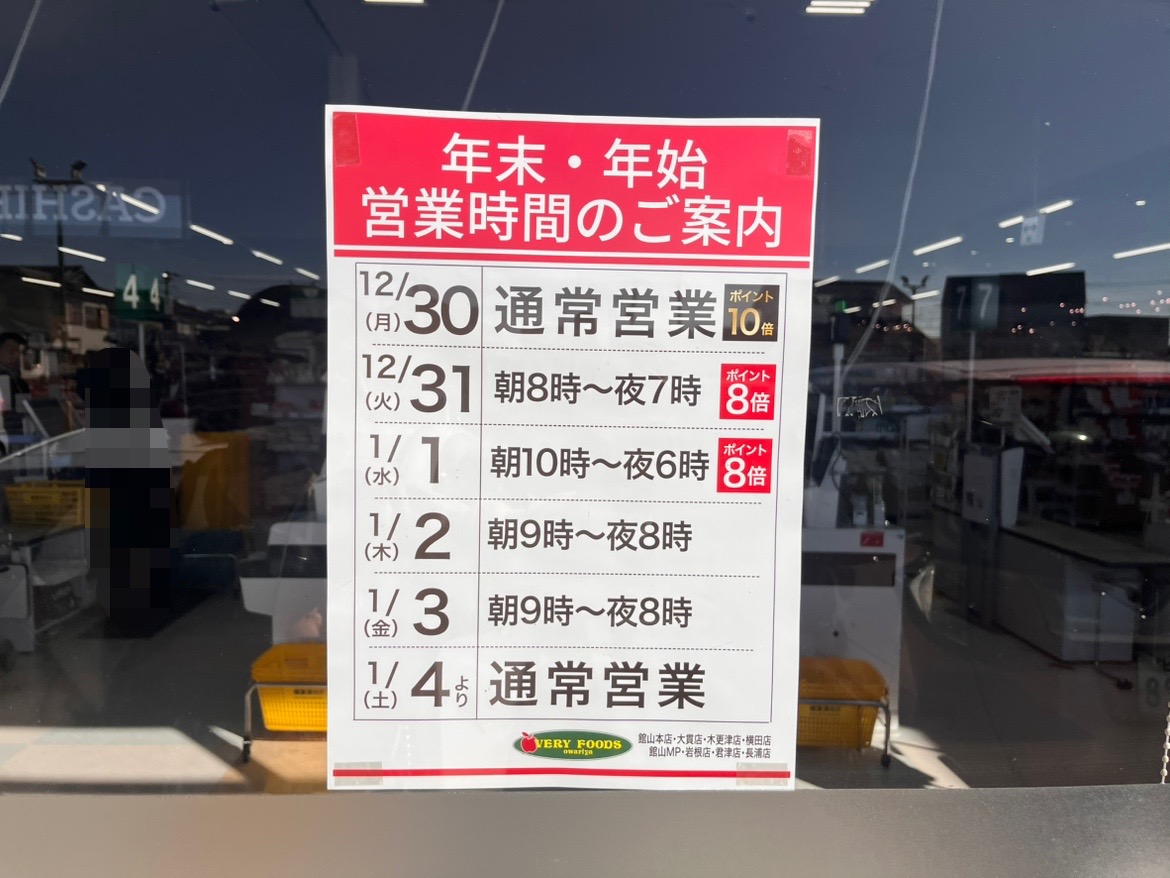 年末・年始
営業時間のご案内
12/30(月) 通常営業 ポイント10倍
12/31(火) 朝8時～夜7時 ポイント8倍
1/1(水) 朝10時～夜6時 ポイント8倍
1/2(木) 朝9時～夜8時
1/3(金) 朝9時～夜8時
1/4(土)より 通常営業
VERY FOODS
owariya
館山本店・大貫店・木更津店・横田店
館山MP・岩根店・君津店・長浦店
4 4
7 7